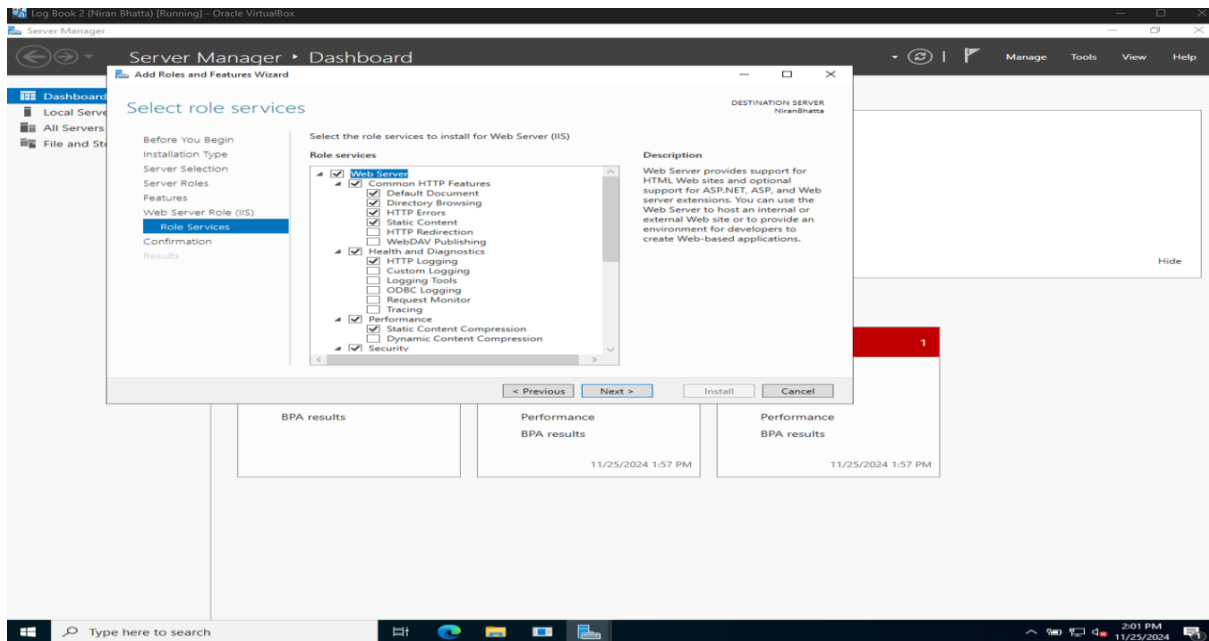 Log Book 2 (Niran Bhatta) [Running] - Oracle VirtualBox
Server Manager
Server Manager • Dashboard
Manage Tools View Help
Add Roles and Features Wizard
Select role services
DESTINATION SERVER
NiranBhatta
Dashboard
Local Serve
All Servers
File and Sto
Before You Begin
Installation Type
Server Selection
Server Roles
Features
Web Server Role (IIS)
Role Services
Confirmation
Results
Select the role services to install for Web Server (IIS)
Role services
Web Server
Common HTTP Features
Default Document
Directory Browsing
HTTP Errors
Static Content
HTTP Redirection
WebDAV Publishing
Health and Diagnostics
HTTP Logging
Custom Logging
Logging Tools
ODBC Logging
Request Monitor
Tracing
Performance
Static Content Compression
Dynamic Content Compression
Security
Description
Web Server provides support for
HTML Web sites and optional
support for ASP.NET, ASP, and Web
server extensions. You can use the
Web Server to host an internal or
external Web site or to provide an
environment for developers to
create Web-based applications.
Hide
1
< Previous Next > Install Cancel
BPA results
Performance
BPA results
11/25/2024 1:57 PM
Performance
BPA results
11/25/2024 1:57 PM
Type here to search
2:01 PM
11/25/2024